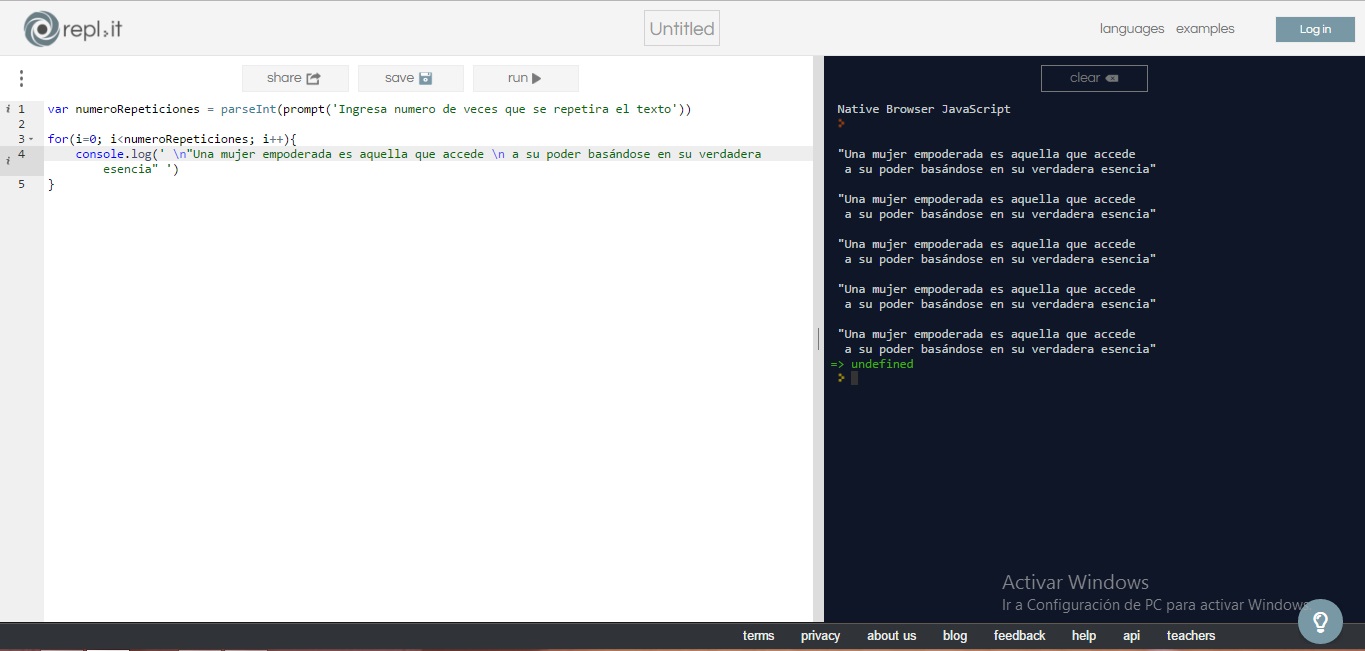 repl.it
Untitled
languages examples Log in
share save run clear
i 1 var numeroRepeticiones = parseInt(prompt('Ingresa numero de veces que se repetira el texto'))
2
3 for(i=0; i<numeroRepeticiones; i++){
i 4 console.log(' \n"Una mujer empoderada es aquella que accede \n a su poder basándose en su verdadera
esencia" ')
5 }
Native Browser JavaScript
"Una mujer empoderada es aquella que accede
a su poder basándose en su verdadera esencia"
"Una mujer empoderada es aquella que accede
a su poder basándose en su verdadera esencia"
"Una mujer empoderada es aquella que accede
a su poder basándose en su verdadera esencia"
"Una mujer empoderada es aquella que accede
a su poder basándose en su verdadera esencia"
"Una mujer empoderada es aquella que accede
a su poder basándose en su verdadera esencia"
=> undefined
Activar Windows
Ir a Configuración de PC para activar Windows.
terms privacy about us blog feedback help api teachers